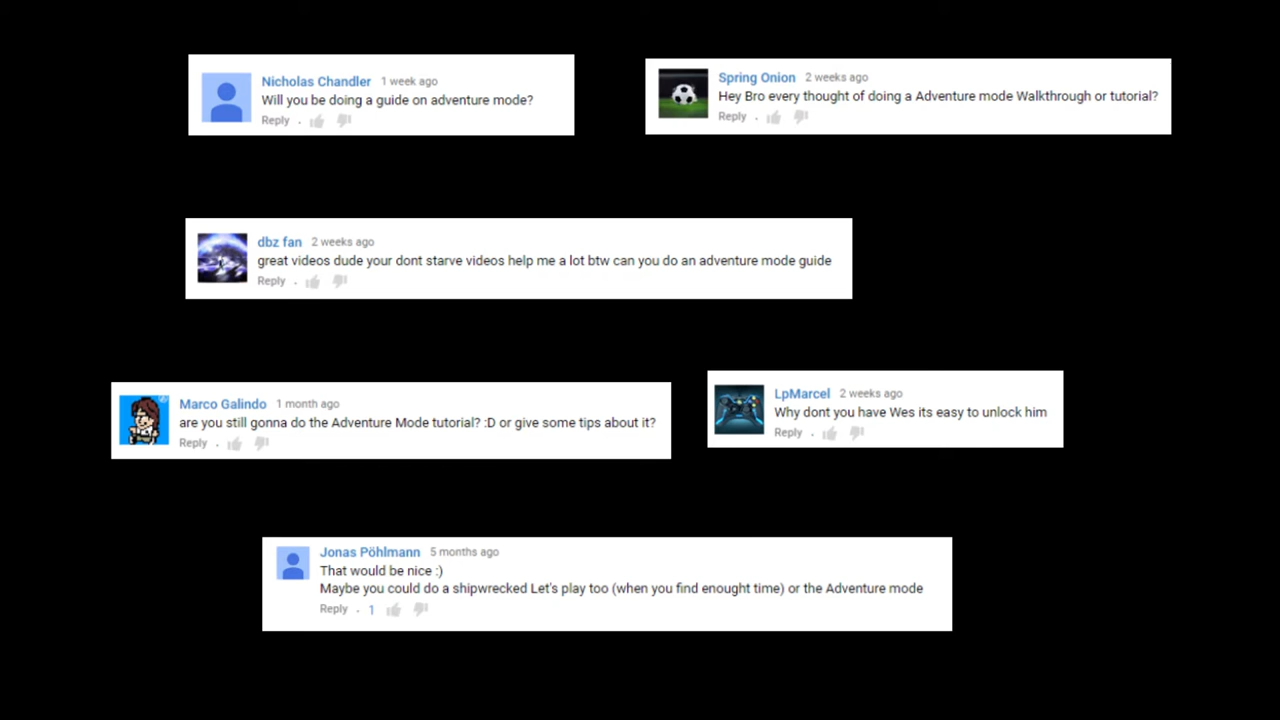 Nicholas Chandler 1 week ago
Will you be doing a guide on adventure mode?
Reply .
Spring Onion 2 weeks ago
Hey Bro every thought of doing a Adventure mode Walkthrough or tutorial?
Reply .
dbz fan 2 weeks ago
great videos dude your dont starve videos help me a lot btw can you do an adventure mode guide
Reply .
Marco Galindo 1 month ago
are you still gonna do the Adventure Mode tutorial? :D or give some tips about it?
Reply .
LpMarcel 2 weeks ago
Why dont you have Wes its easy to unlock him
Reply .
Jonas Pöhlmann 5 months ago
That would be nice :)
Maybe you could do a shipwrecked Let's play too (when you find enought time) or the Adventure mode
Reply . 1